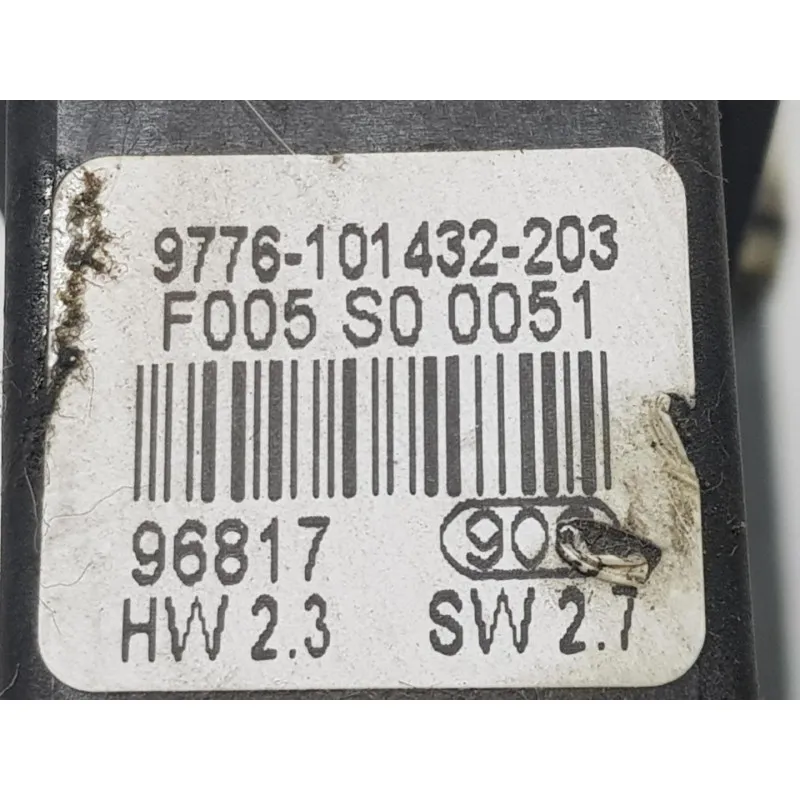 9776-101432-203
F005 S0 0051
96817
HW 2.3 SW 2.7